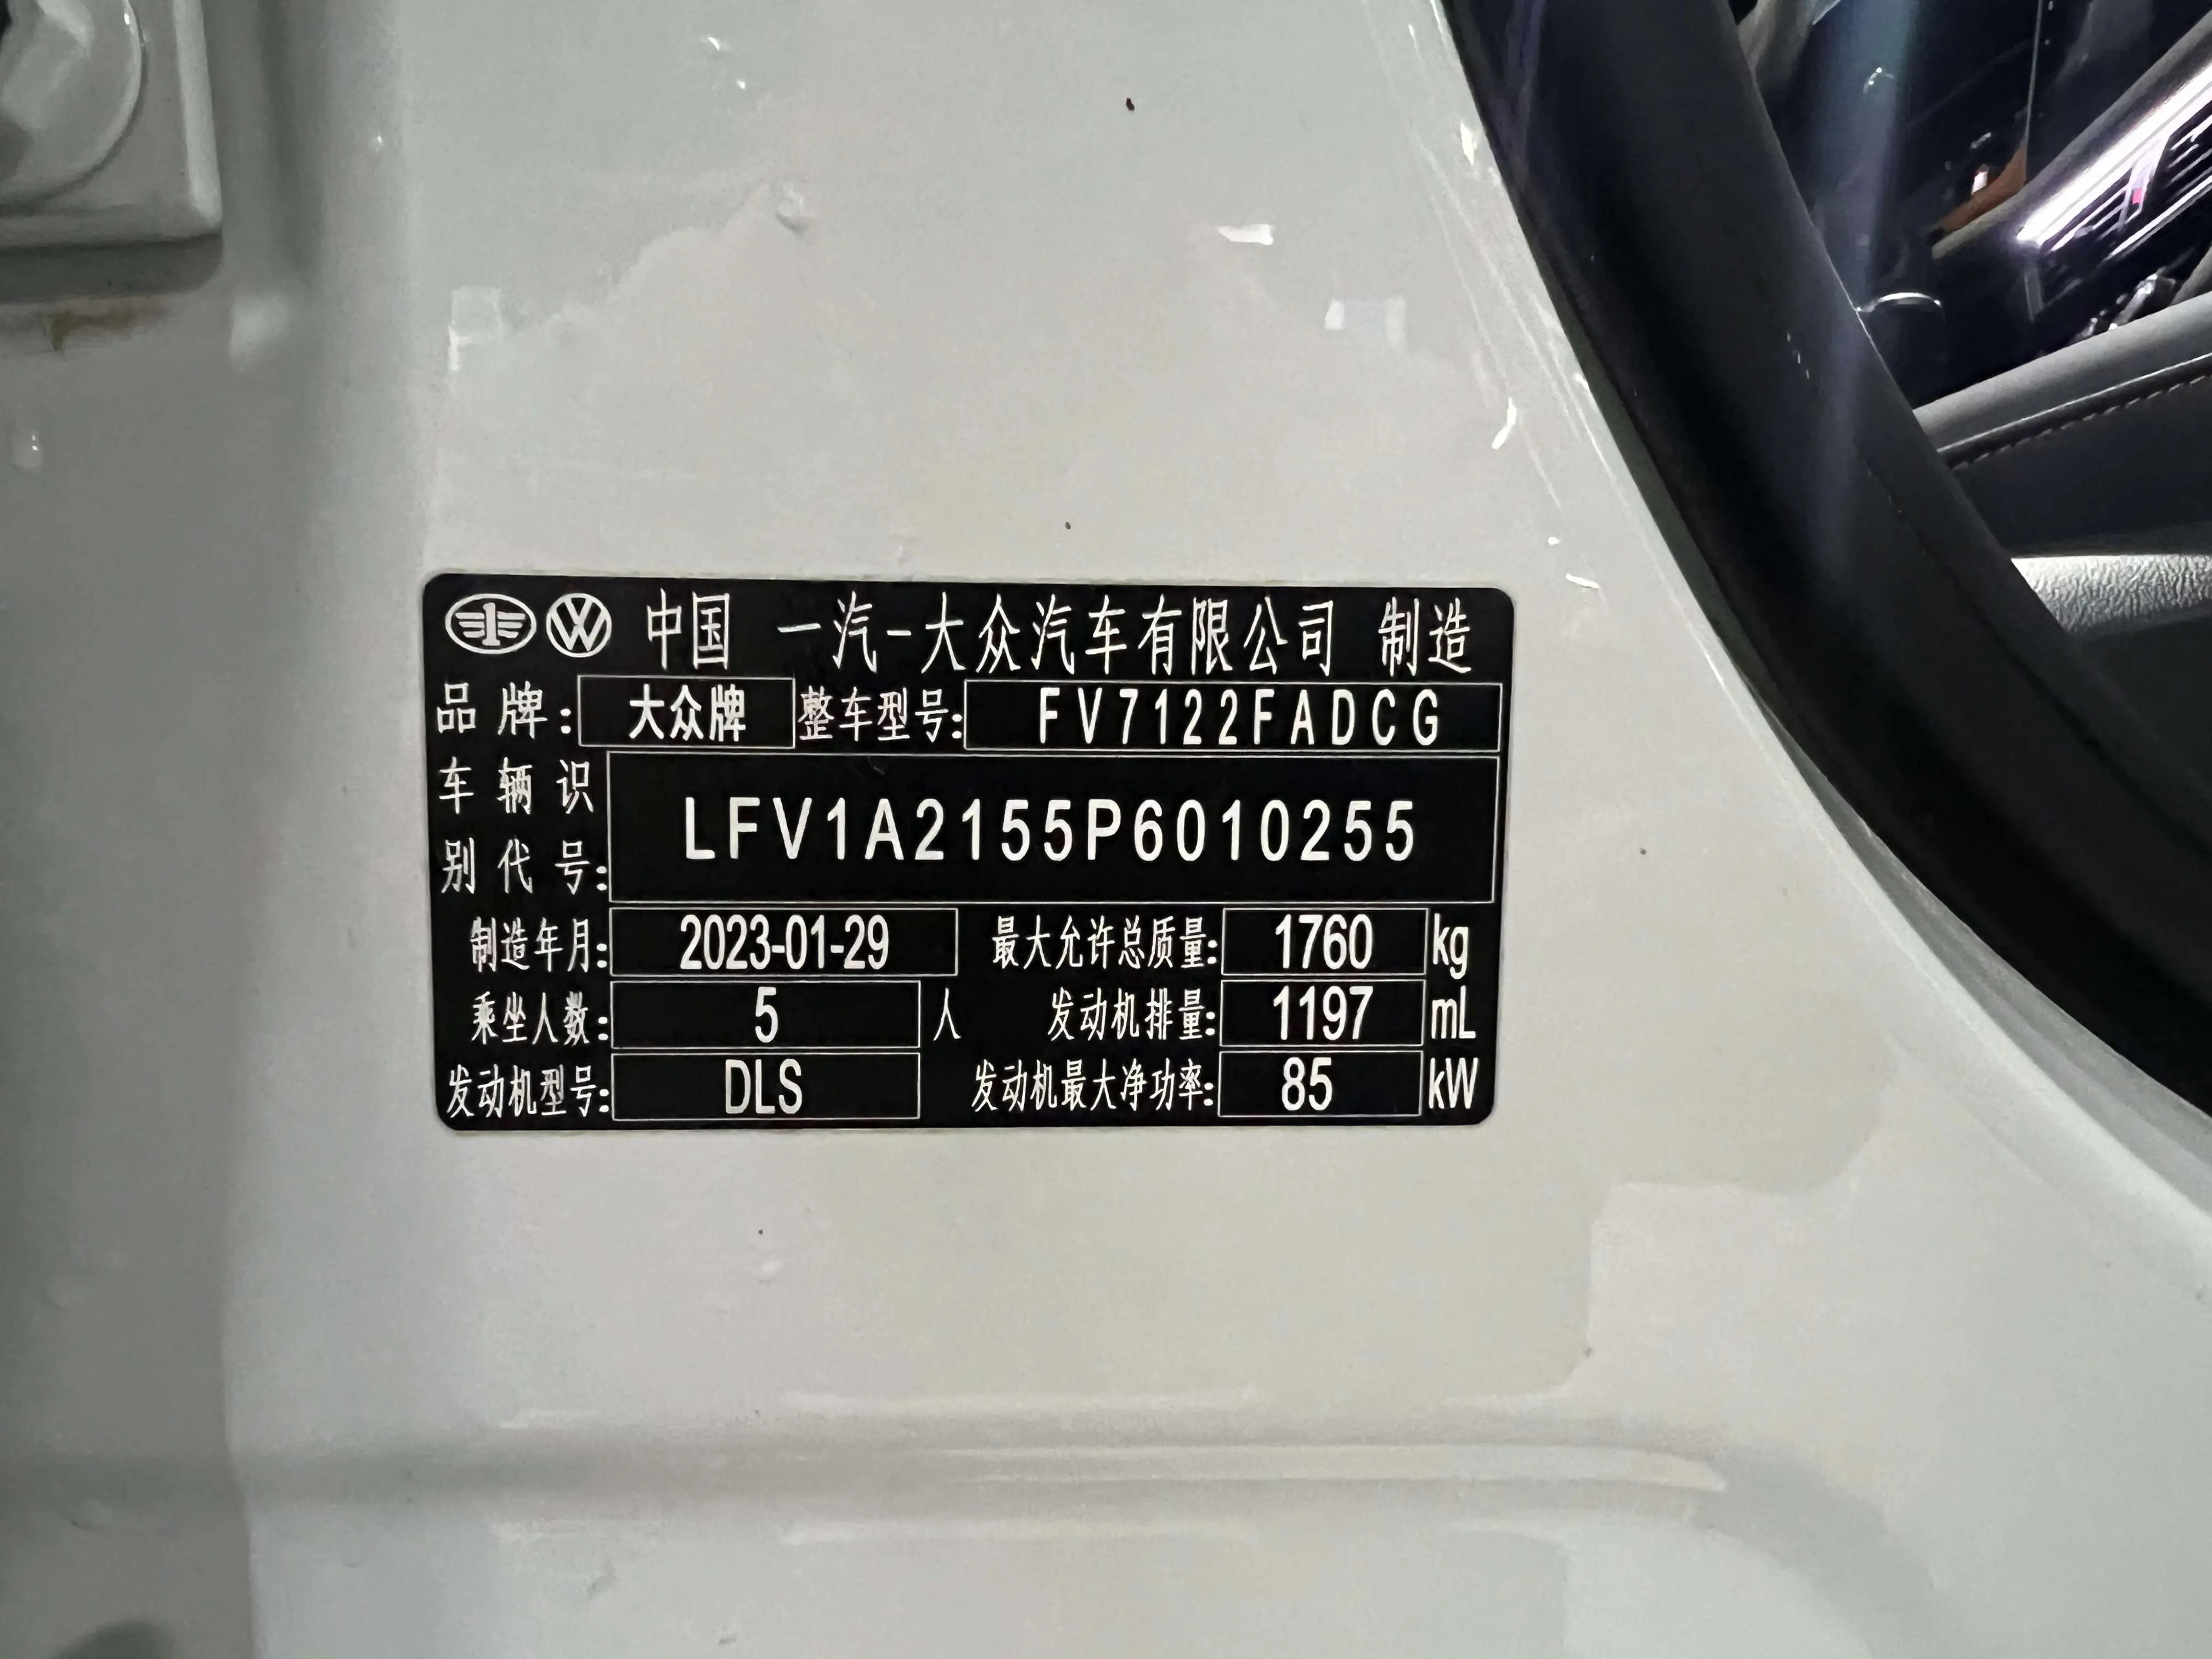 中国 一汽-大众汽车有限公司 制造
品牌: 大众牌 整车型号: FV7122FADCG
车辆识别代号: LFV1A2155P6010255
制造年月: 2023-01-29 最大允许总质量: 1760 kg
乘坐人数: 5 人 发动机排量: 1197 mL
发动机型号: DLS 发动机最大净功率: 85 kW